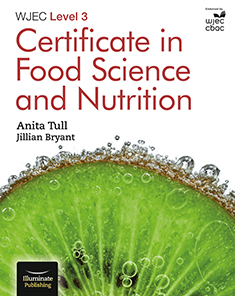 WJEC Level 3
Endorsed by
wjec
cbac
Certificate in
Food Science
and Nutrition
Anita Tull
Jillian Bryant
Illuminate
Publishing